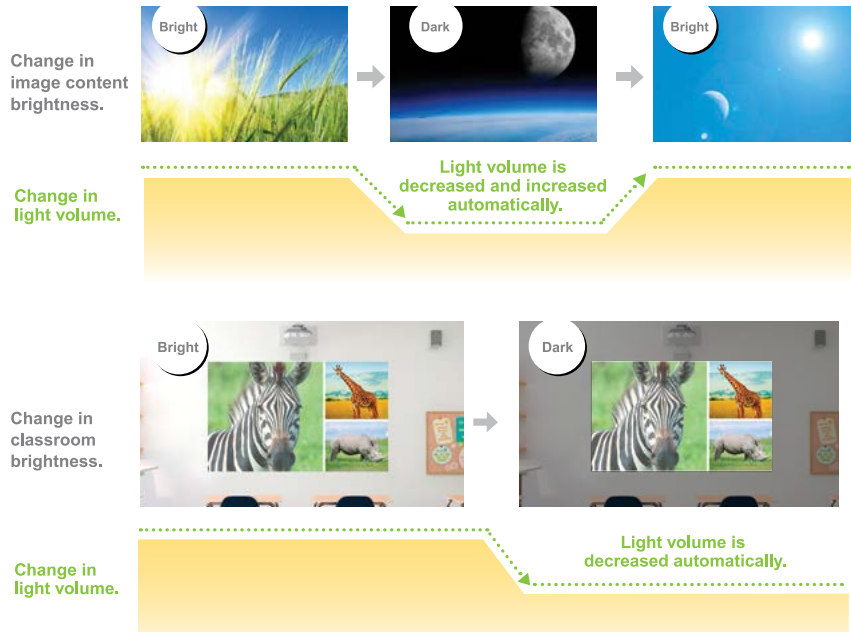 Bright
Dark
Bright
Change in
image content
brightness.
Light volume is
decreased and increased
automatically.
Change in
light volume.
Bright
Dark
Change in
classroom
brightness.
Light volume is
decreased automatically.
Change in
light volume.